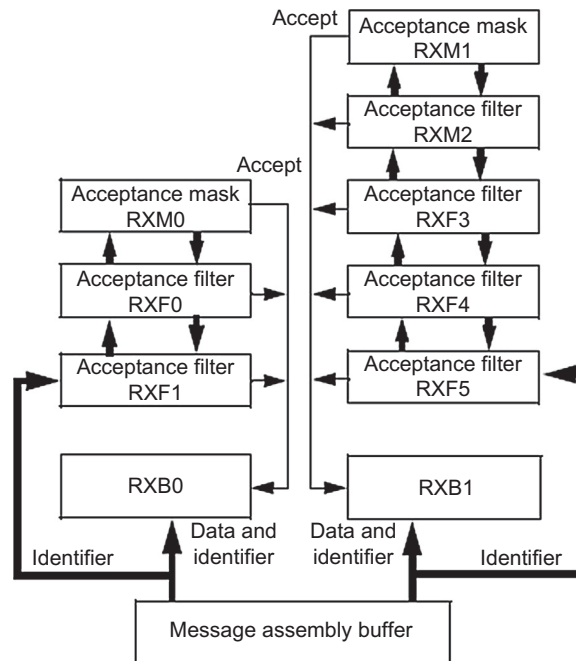 Accept
Acceptance mask
RXM1
Acceptance filter
RXM2
Accept
Acceptance mask
RXM0
Acceptance filter
RXF3
Acceptance filter
RXF0
Acceptance filter
RXF4
Acceptance filter
RXF1
Acceptance filter
RXF5
RXB0
RXB1
Identifier
Data and
identifier
Data and
identifier
Identifier
Message assembly buffer